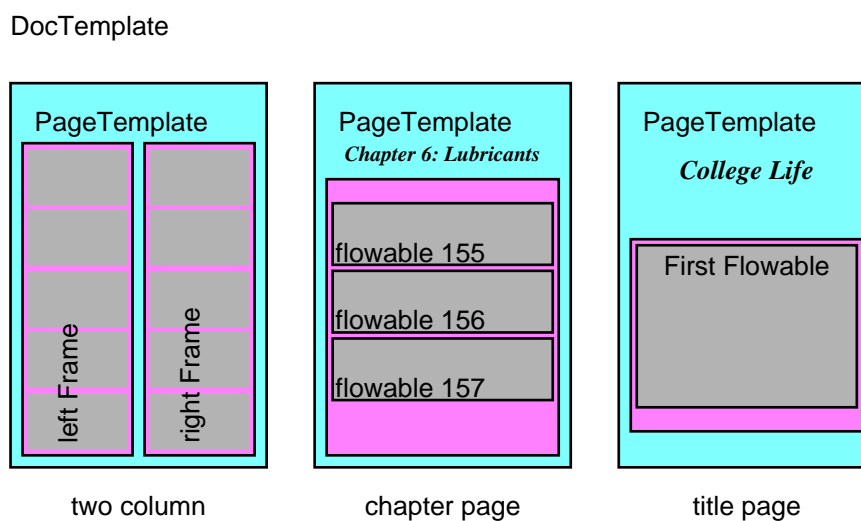 DocTemplate
PageTemplate
left Frame
right Frame
two column
PageTemplate
Chapter 6: Lubricants
flowable 155
flowable 156
flowable 157
chapter page
PageTemplate
College Life
First Flowable
title page